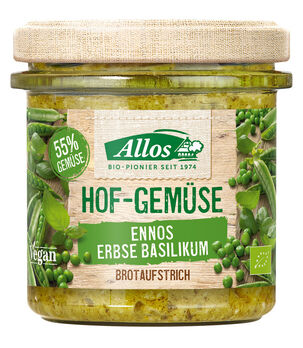 55%
GEMÜSE
Allos
BIO-PIONIER SEIT 1974
HOF-GEMÜSE
ENNOS
ERBSE BASILIKUM
BROTAUFSTRICH
Vegan